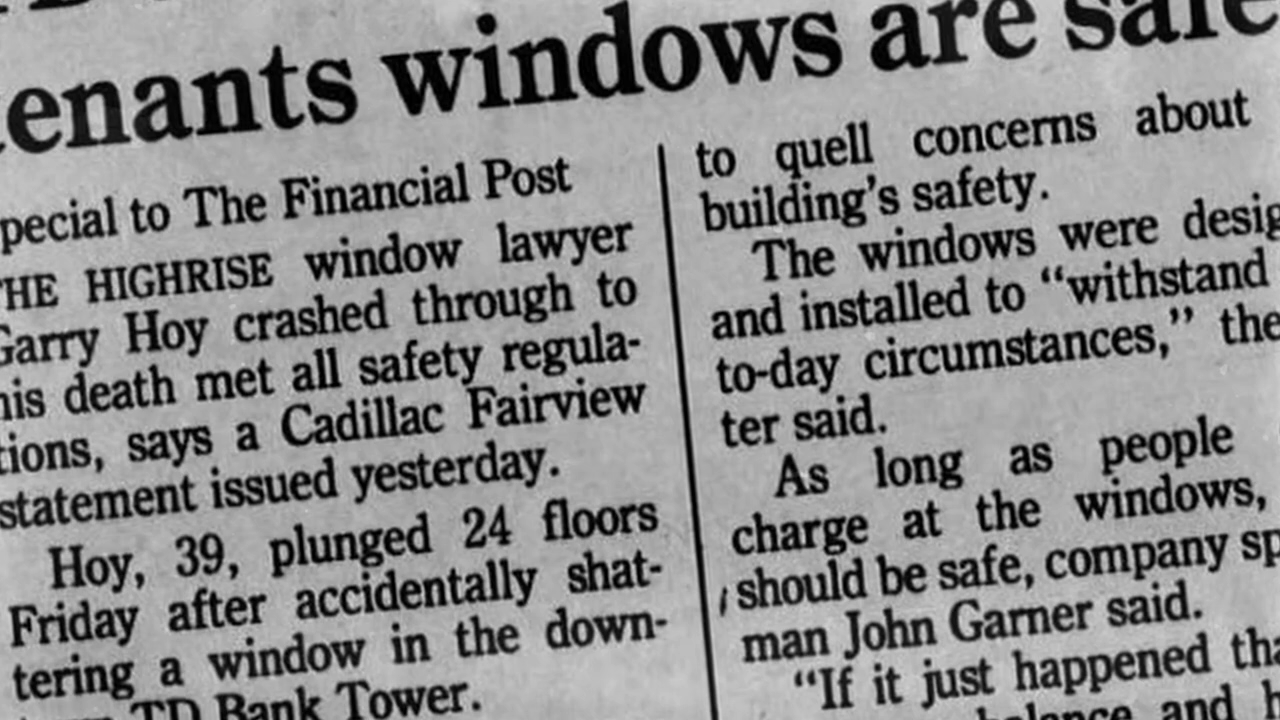 enants windows are safe
pecial to The Financial Post
THE HIGHRISE window lawyer
Garry Hoy crashed through to
his death met all safety regula-
tions, says a Cadillac Fairview
statement issued yesterday.
Hoy, 39, plunged 24 floors
Friday after accidentally shat-
tering a window in the down-
TD Bank Tower.
to quell concerns about
building's safety.
The windows were desig
and installed to "withstand
to-day circumstances," the
ter said.
As long as people
charge at the windows,
should be safe, company sp
man John Garner said.
"If it just happened tha
balance and h